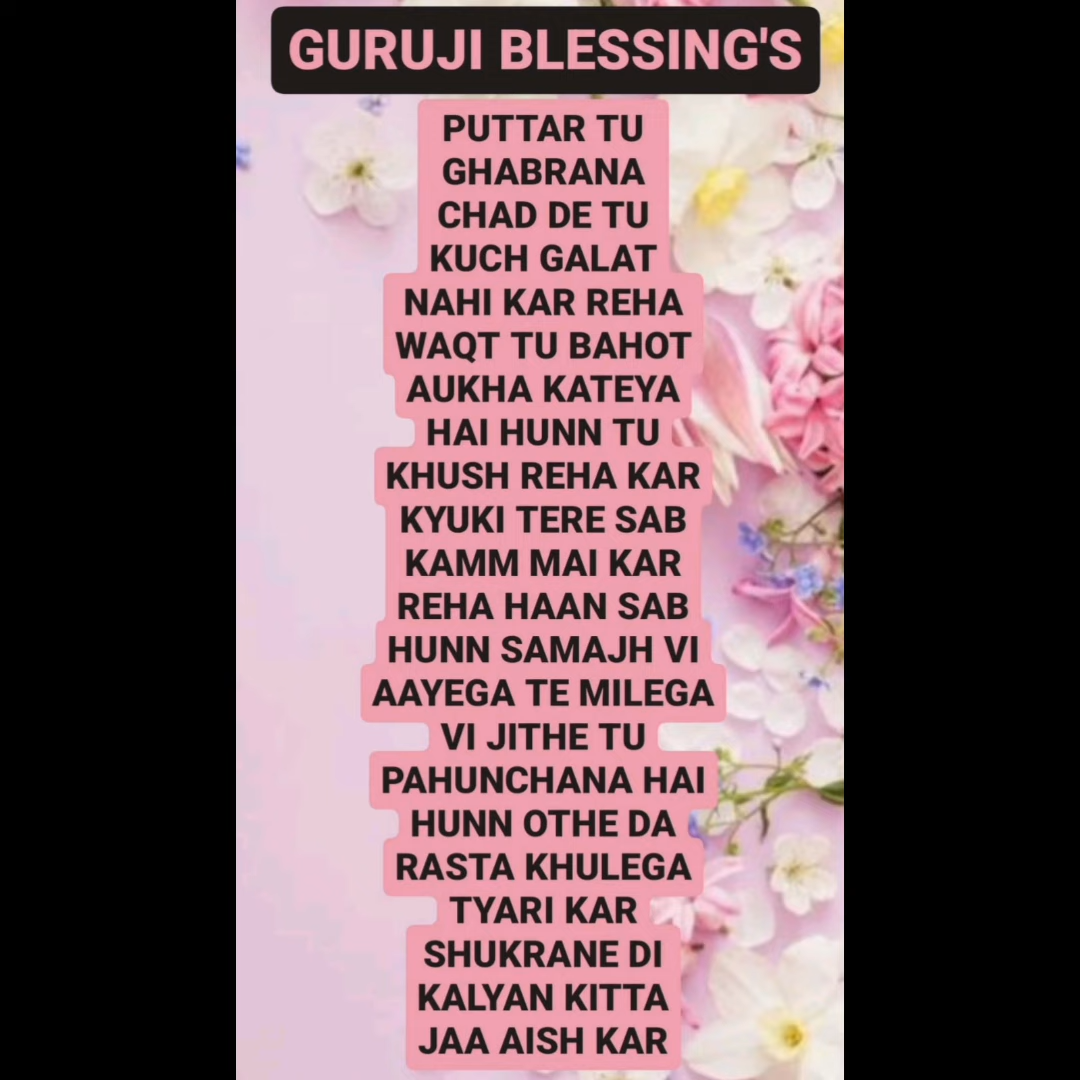 GURUJI BLESSING'S
PUTTAR TU
GHABRANA
CHAD DE TU
KUCH GALAT
NAHI KAR REHA
WAQT TU BAHOT
AUKHA KATEYA
HAI HUNN TU
KHUSH REHA KAR
KYUKI TERE SAB
KAMM MAI KAR
REHA HAAN SAB
HUNN SAMAJH VI
AAYEGA TE MILEGA
VI JITHE TU
PAHUNCHANA HAI
HUNN OTHE DA
RASTA KHULEGA
TYARI KAR
SHUKRANE DI
KALYAN KITTA
JAA AISH KAR